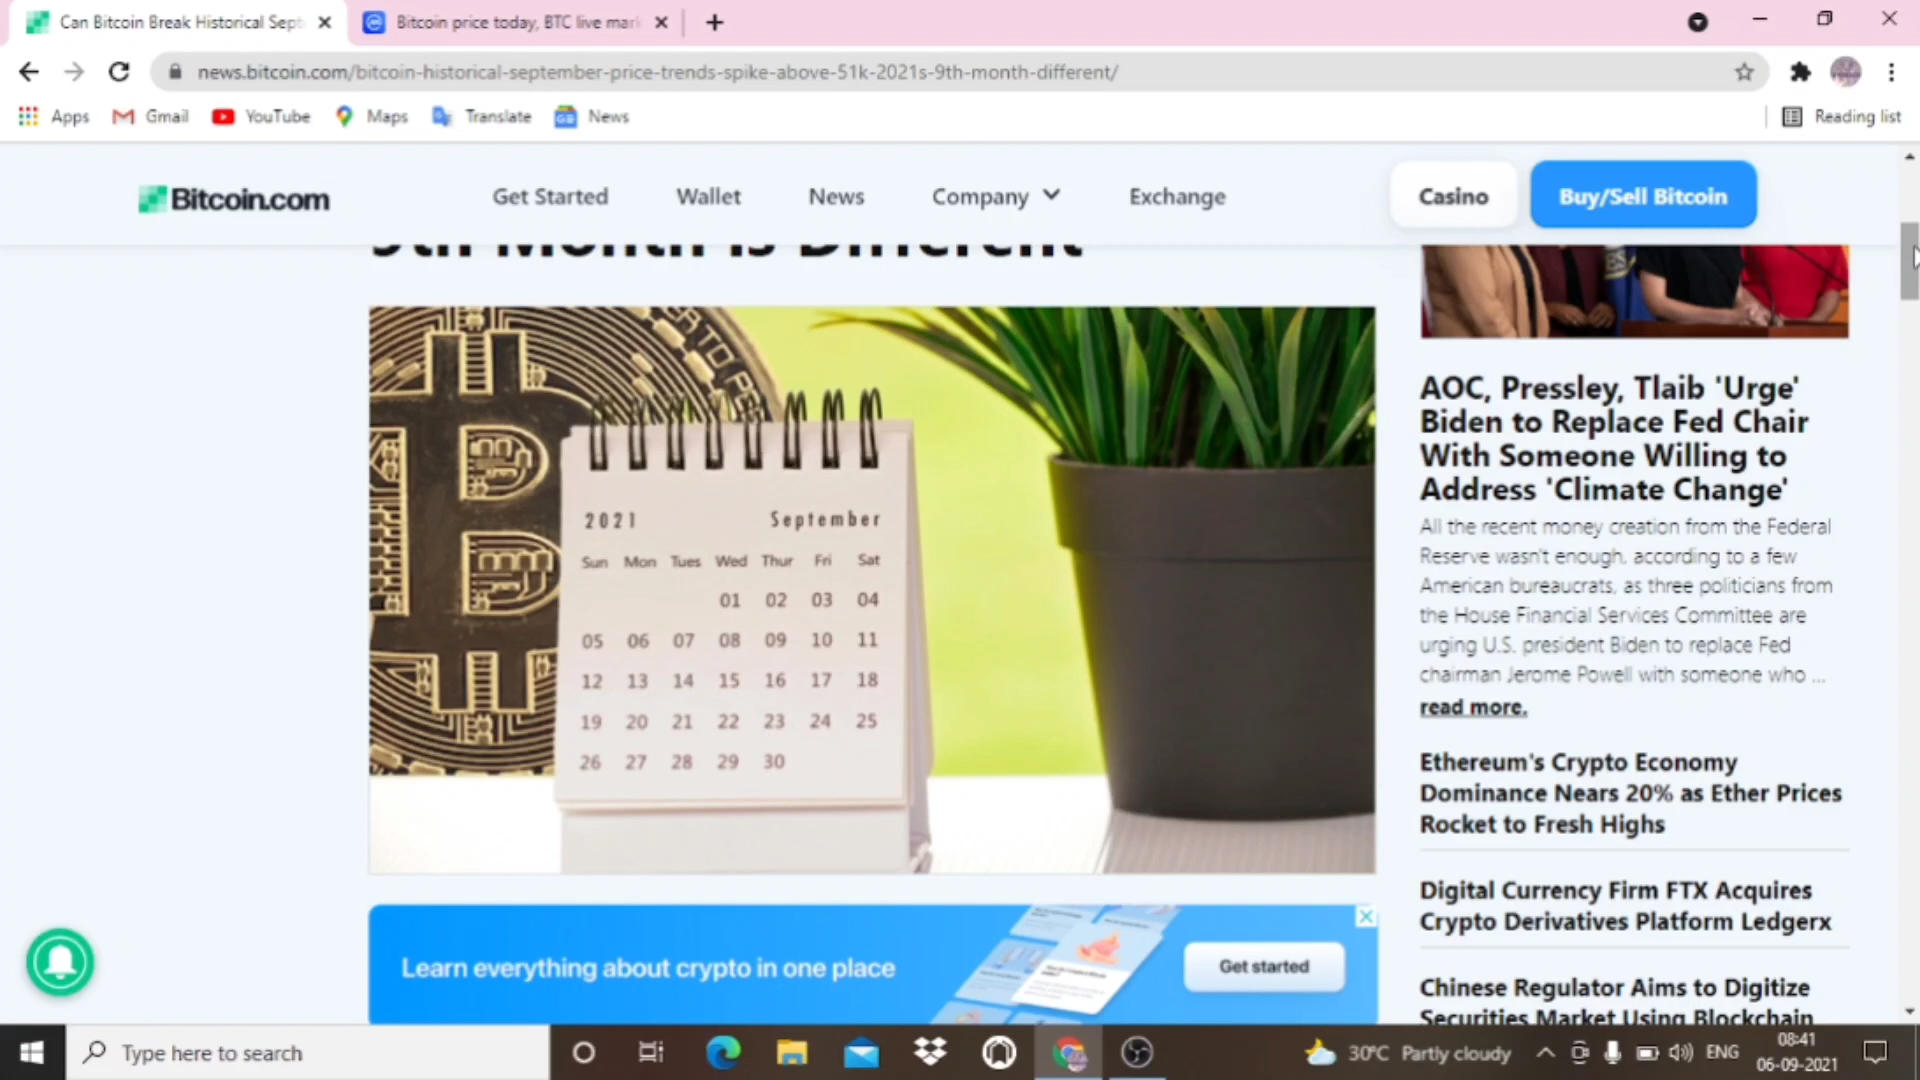 Can Bitcoin Break Historical Sept
Bitcoin price today, BTC live mark
news.bitcoin.com/bitcoin-historical-september-price-trends-spike-above-51k-2021s-9th-month-different/
Apps Gmail YouTube Maps Translate News Reading list
Bitcoin.com Get Started Wallet News Company Exchange Casino Buy/Sell Bitcoin
9th Month Is Different
2021 September
Sun Mon Tues Wed Thur Fri Sat
01 02 03 04
05 06 07 08 09 10 11
12 13 14 15 16 17 18
19 20 21 22 23 24 25
26 27 28 29 30
AOC, Pressley, Tlaib 'Urge'
Biden to Replace Fed Chair
With Someone Willing to
Address 'Climate Change'
All the recent money creation from the Federal
Reserve wasn't enough, according to a few
American bureaucrats, as three politicians from
the House Financial Services Committee are
urging U.S. president Biden to replace Fed
chairman Jerome Powell with someone who ...
read more.
Ethereum's Crypto Economy
Dominance Nears 20% as Ether Prices
Rocket to Fresh Highs
Digital Currency Firm FTX Acquires
Crypto Derivatives Platform Ledgerx
Chinese Regulator Aims to Digitize
Securities Market Using Blockchain
Learn everything about crypto in one place
Get started
Type here to search
30°C Partly cloudy
ENG
08:41
06-09-2021